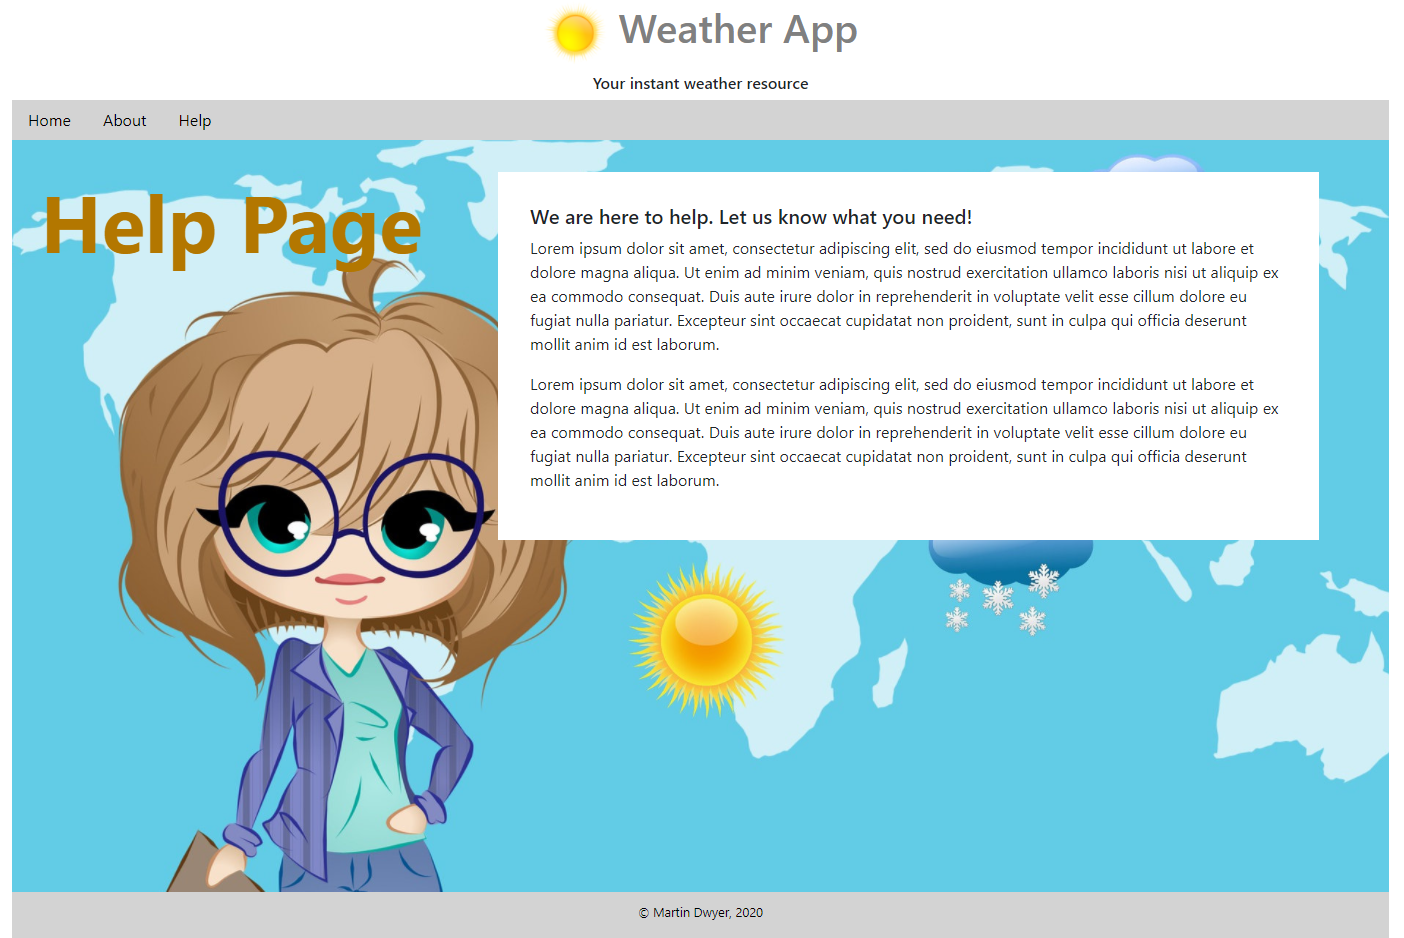 Weather App
Your instant weather resource
Home About Help
Help Page
We are here to help. Let us know what you need!
Lorem ipsum dolor sit amet, consectetur adipiscing elit, sed do eiusmod tempor incididunt ut labore et
dolore magna aliqua. Ut enim ad minim veniam, quis nostrud exercitation ullamco laboris nisi ut aliquip ex
ea commodo consequat. Duis aute irure dolor in reprehenderit in voluptate velit esse cillum dolore eu
fugiat nulla pariatur. Excepteur sint occaecat cupidatat non proident, sunt in culpa qui officia deserunt
mollit anim id est laborum.
Lorem ipsum dolor sit amet, consectetur adipiscing elit, sed do eiusmod tempor incididunt ut labore et
dolore magna aliqua. Ut enim ad minim veniam, quis nostrud exercitation ullamco laboris nisi ut aliquip ex
ea commodo consequat. Duis aute irure dolor in reprehenderit in voluptate velit esse cillum dolore eu
fugiat nulla pariatur. Excepteur sint occaecat cupidatat non proident, sunt in culpa qui officia deserunt
mollit anim id est laborum.
© Martin Dwyer, 2020